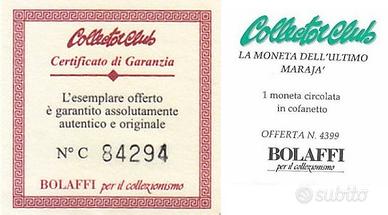 Collector Club
Certificato di Garanzia
L'esemplare offerto
è garantito assolutamente
autentico e originale
N° C 84294
BOLAFFI per il collezionismo
Collector Club
LA MONETA DELL'ULTIMO
MARAJA'
1 moneta circolata
in cofanetto
OFFERTA N. 4399
BOLAFFI
per il collezionismo
subito